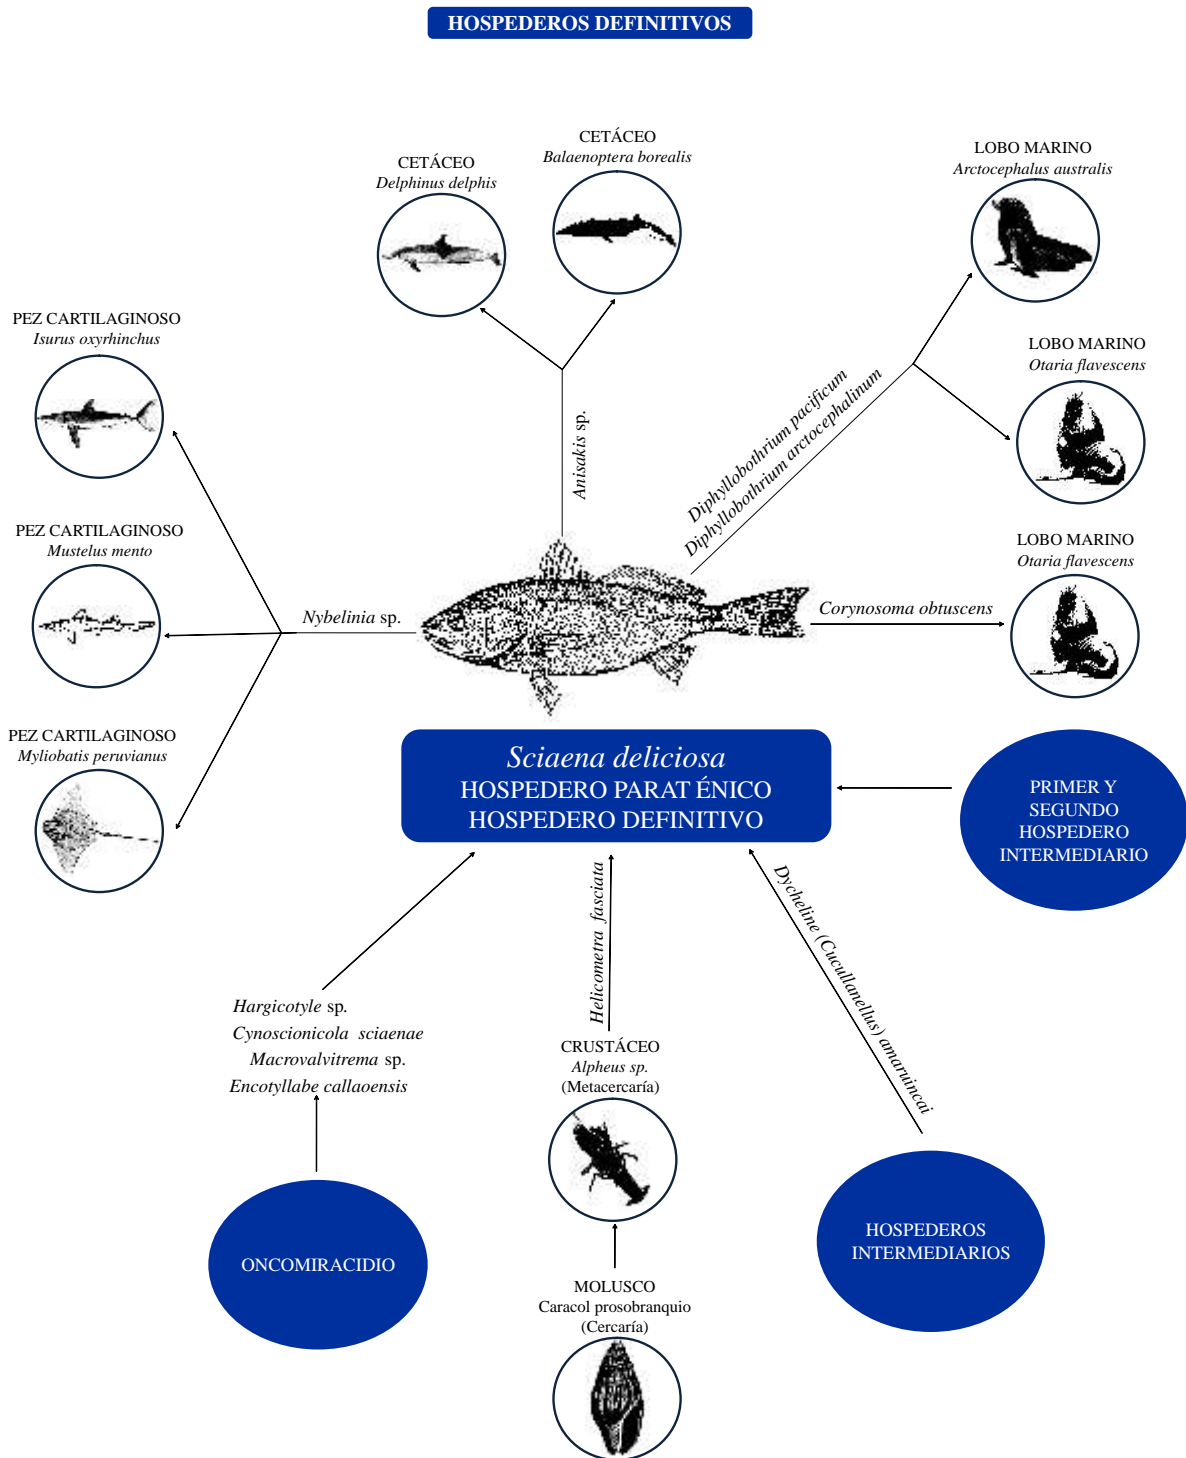 HOSPEDEROS DEFINITIVOS
CETÁCEO
Balaenoptera borealis
CETÁCEO
Delphinus delphis
LOBO MARINO
Arctocephalus australis
PEZ CARTILAGINOSO
Isurus oxyrhinchus
LOBO MARINO
Otaria flavescens
Anisakis sp.
Diphyllobothrium pacificum
Diphyllobothrium arctocephalinum
PEZ CARTILAGINOSO
Mustelus mento
LOBO MARINO
Otaria flavescens
Nybelinia sp.
Corynosoma obtuscens
PEZ CARTILAGINOSO
Myliobatis peruvianus
Sciaena deliciosa
HOSPEDERO PARAT ÉNICO
HOSPEDERO DEFINITIVO
PRIMER Y
SEGUNDO
HOSPEDERO
INTERMEDIARIO
Helicometra fasciata
Dycheline (Cucullanellus) amaruincai
Hargicotyle sp.
Cynoscionicola sciaenae
Macrovalvitrema sp.
Encotyllabe callaoensis
CRUSTÁCEO
Alpheus sp.
(Metacercaría)
ONCOMIRACIDIO
HOSPEDEROS
INTERMEDIARIOS
MOLUSCO
Caracol prosobranquio
(Cercaría)